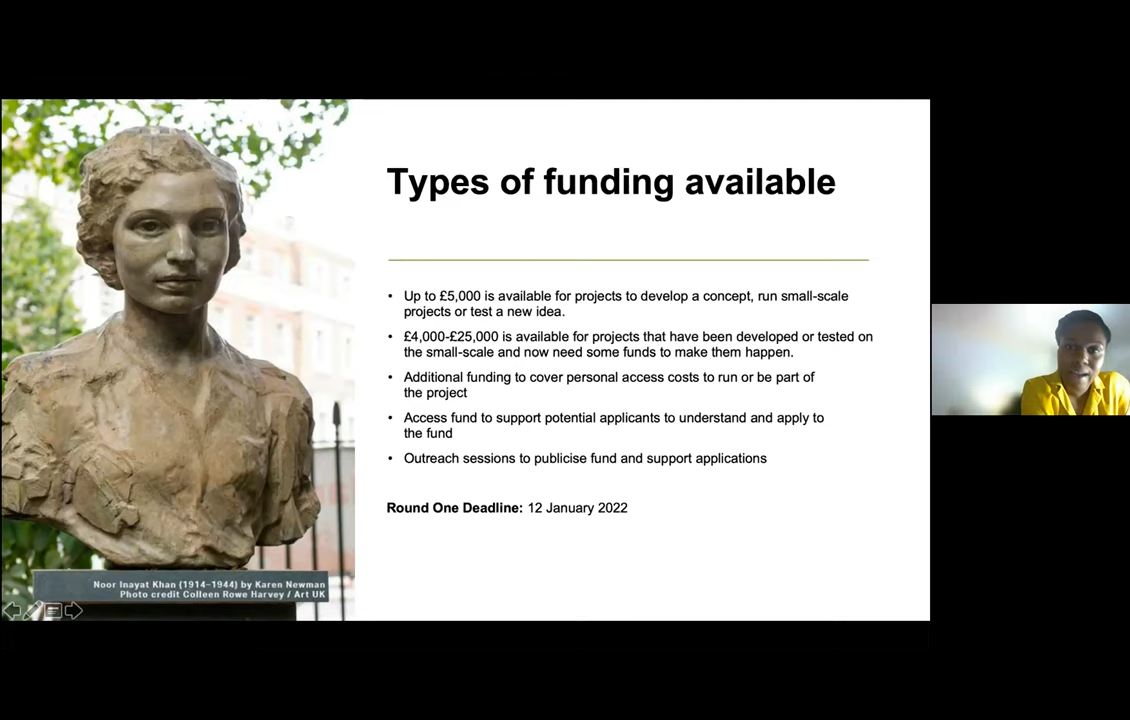 Types of funding available
• Up to £5,000 is available for projects to develop a concept, run small-scale
projects or test a new idea.
• £4,000-£25,000 is available for projects that have been developed or tested on
the small-scale and now need some funds to make them happen.
• Additional funding to cover personal access costs to run or be part of
the project
• Access fund to support potential applicants to understand and apply to
the fund
• Outreach sessions to publicise fund and support applications
Round One Deadline: 12 January 2022
Noor Inayat Khan (1914–1944) by Karen Newman
Photo credit Colleen Rowe Harvey / Art UK